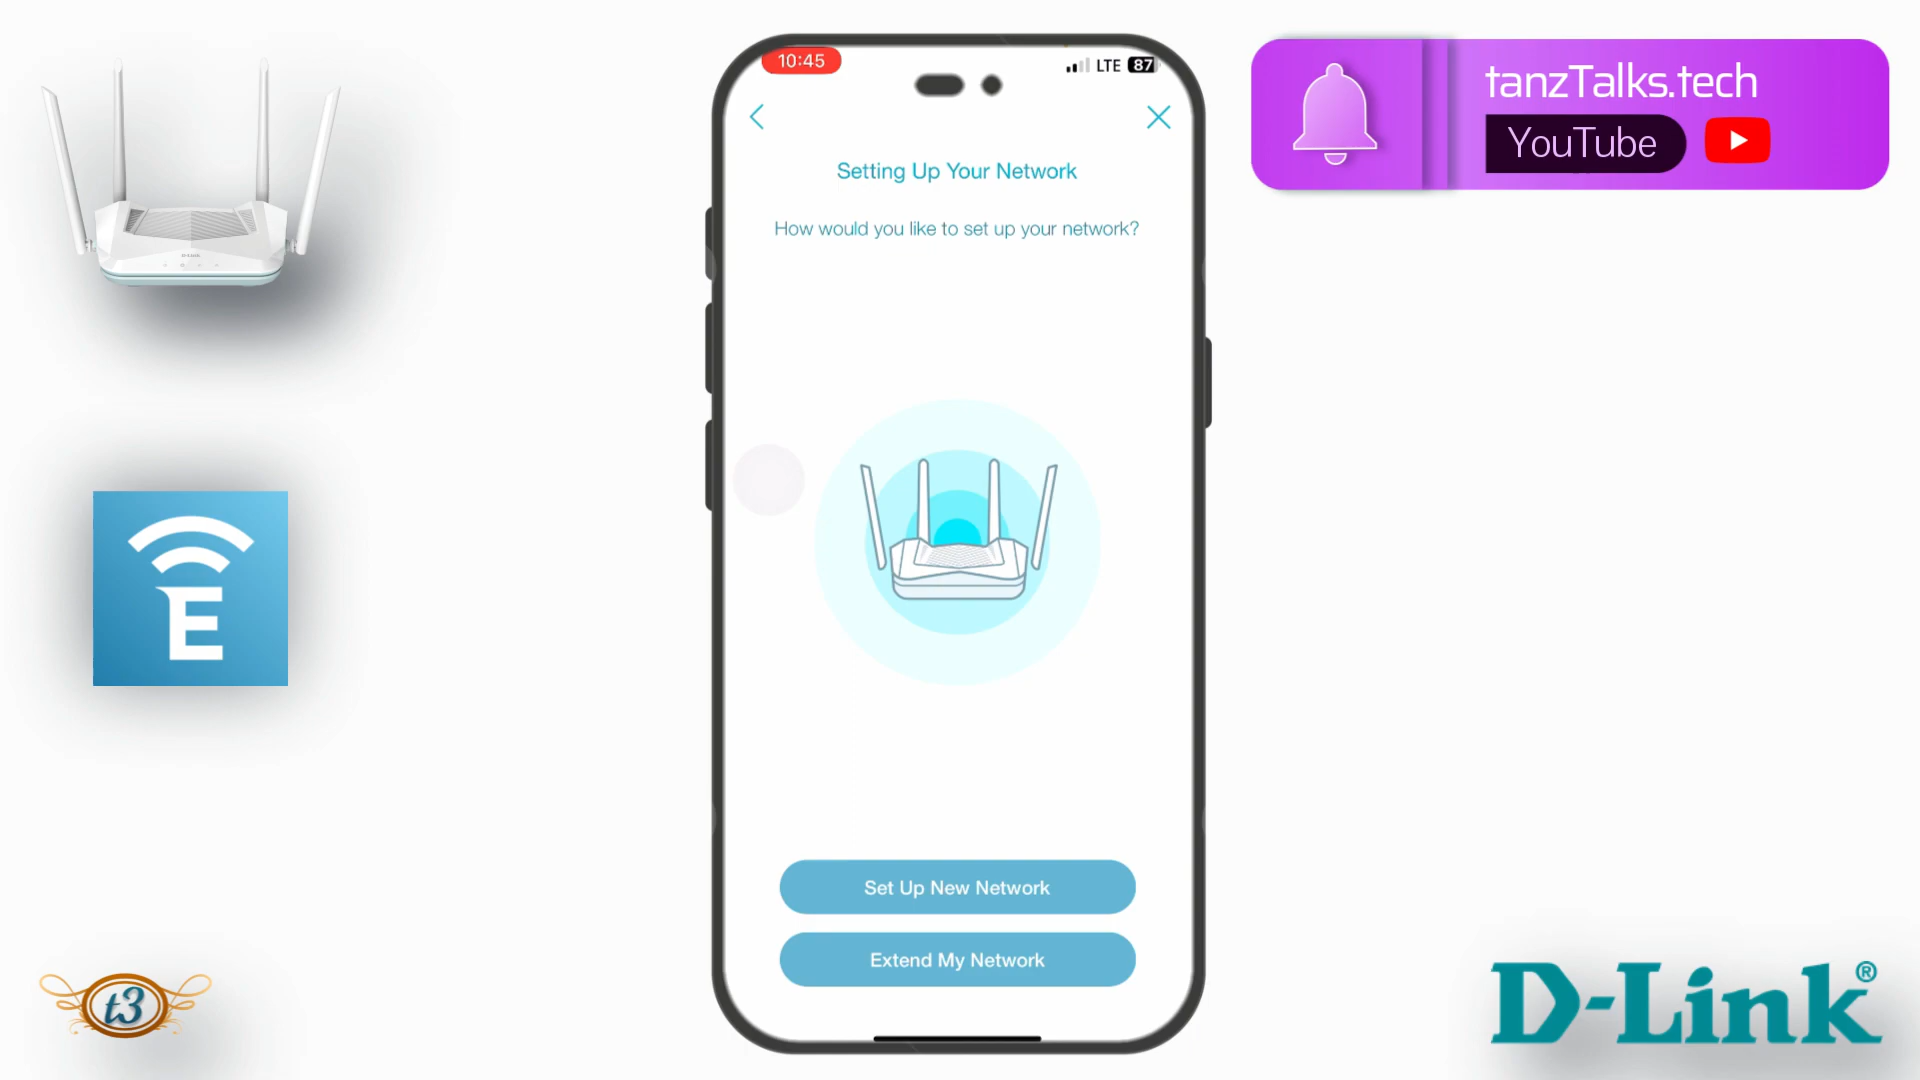 10:45
LTE 87
Setting Up Your Network
How would you like to set up your network?
Set Up New Network
Extend My Network
tanzTalks.tech
YouTube
D-Link
E
t3
D-Link®